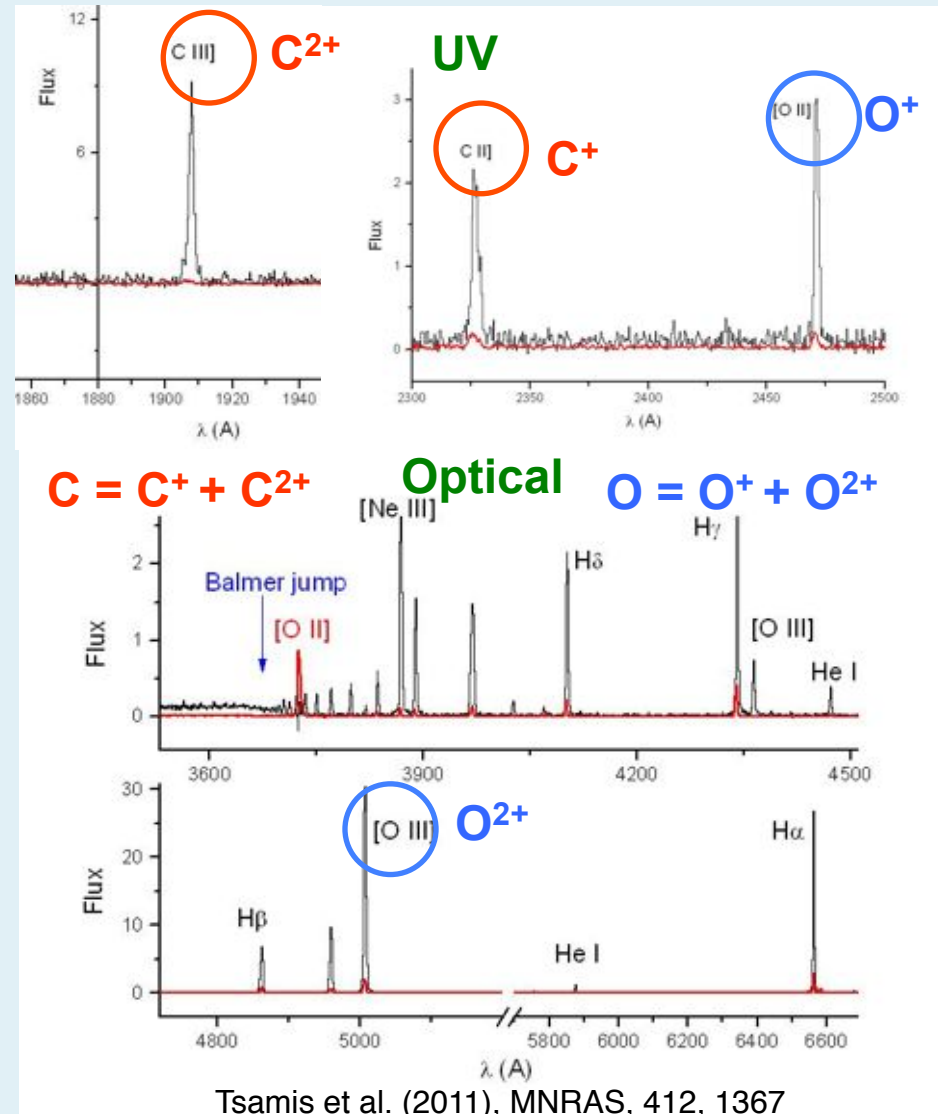 12
C III]
C2+
UV
Flux
6
0
1860 1880 1900 1920 1940
λ (A)
3
[O II]
O+
C II]
C+
2
Flux
1
0
2300 2350 2400 2450 2500
λ (A)
C = C+ + C2+
Optical
O = O+ + O2+
[Ne III]
Hγ
Hδ
2
Balmer jump
[O II]
[O III]
Flux
1
He I
0
3600 3900 4200 4500
30
[O III]
O2+
Hα
20
Flux
10
Hβ
He I
0
4800 5000 5800 6000 6200 6400 6600
λ (A)
Tsamis et al. (2011), MNRAS, 412, 1367